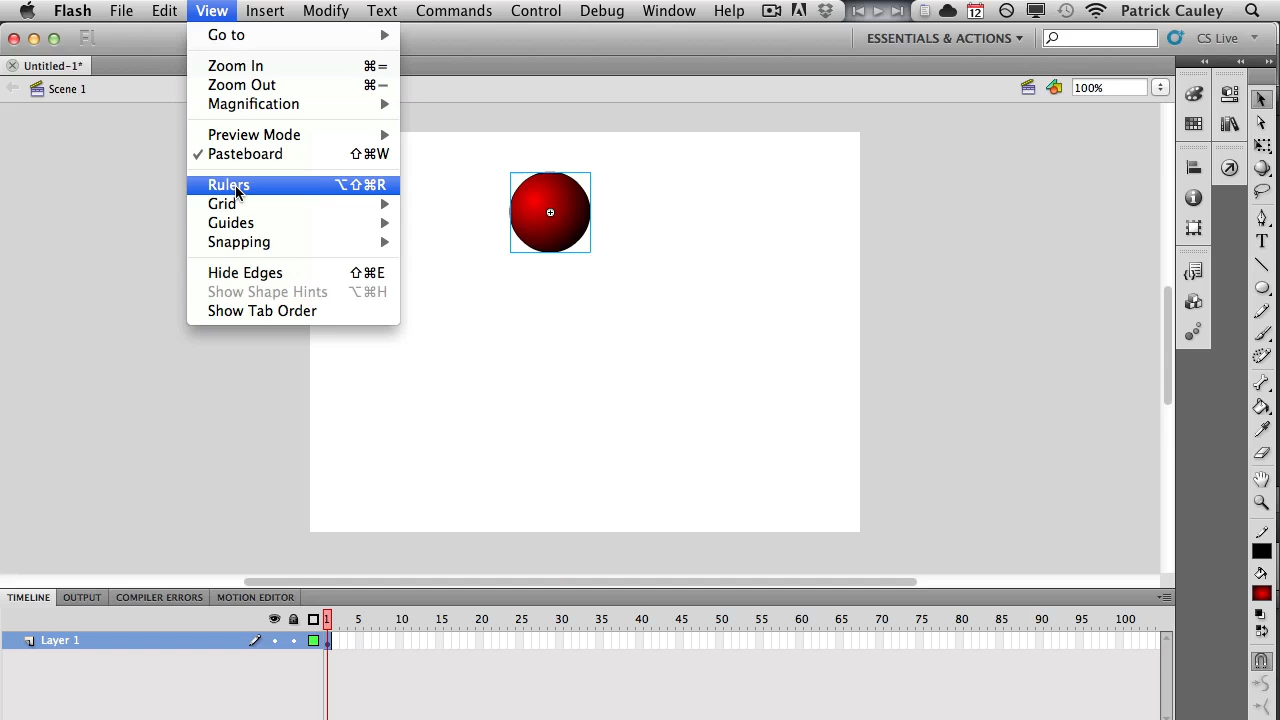 Flash File Edit View Insert Modify Text Commands Control Debug Window Help 12 Patrick Cauley
Fl ESSENTIALS & ACTIONS CS Live
Untitled-1*
Scene 1 100%
Go to
Zoom In ⌘=
Zoom Out ⌘−
Magnification
Preview Mode
✓ Pasteboard ⇧⌘W
Rulers ⌥⇧⌘R
Grid
Guides
Snapping
Hide Edges ⇧⌘E
Show Shape Hints ⌥⌘H
Show Tab Order
TIMELINE OUTPUT COMPILER ERRORS MOTION EDITOR
1 5 10 15 20 25 30 35 40 45 50 55 60 65 70 75 80 85 90 95 100
Layer 1